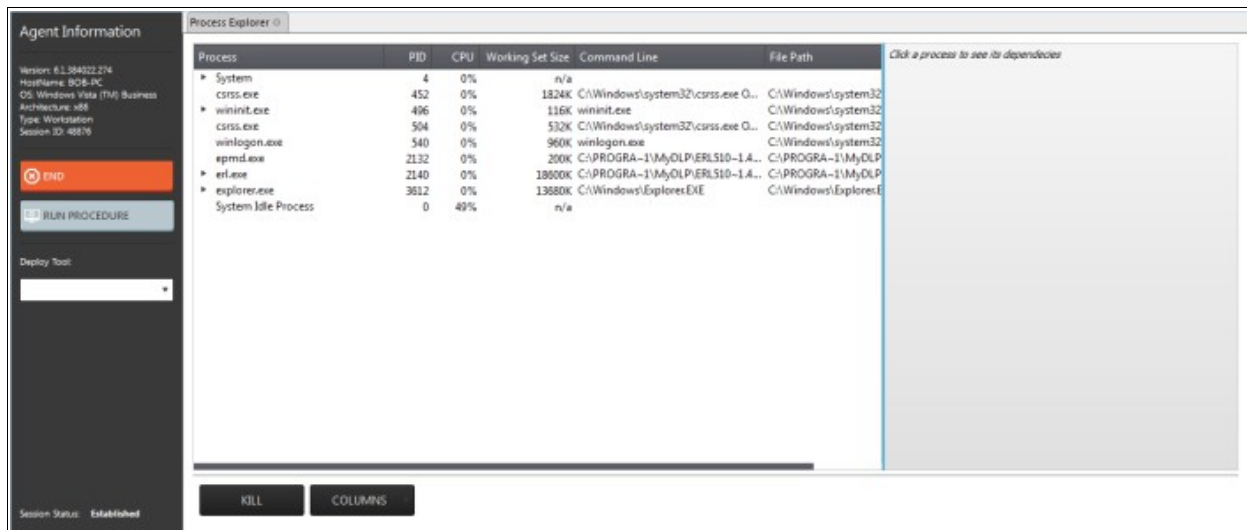 Agent Information
Version: 6.1.384022.274
HostName: BOB-PC
OS: Windows Vista (TM) Business
Architecture: x86
Type: Workstation
Session ID: 48876
END
RUN PROCEDURE
Deploy Tool:
Session Status: Established
Process Explorer
Process PID CPU Working Set Size Command Line File Path
System 4 0% n/a
csrss.exe 452 0% 1824K C:\Windows\system32\csrss.exe O... C:\Windows\system32
wininit.exe 496 0% 116K wininit.exe C:\Windows\system32
csrss.exe 504 0% 532K C:\Windows\system32\csrss.exe O... C:\Windows\system32
winlogon.exe 540 0% 960K winlogon.exe C:\Windows\system32
epmd.exe 2132 0% 200K C:\PROGRA~1\MyDLP\ERL510~1.4... C:\PROGRA~1\MyDLP
erl.exe 2140 0% 18600K C:\PROGRA~1\MyDLP\ERL510~1.4... C:\PROGRA~1\MyDLP
explorer.exe 3612 0% 13680K C:\Windows\Explorer.EXE C:\Windows\Explorer.E
System Idle Process 0 49% n/a
KILL
COLUMNS
Click a process to see its dependecies